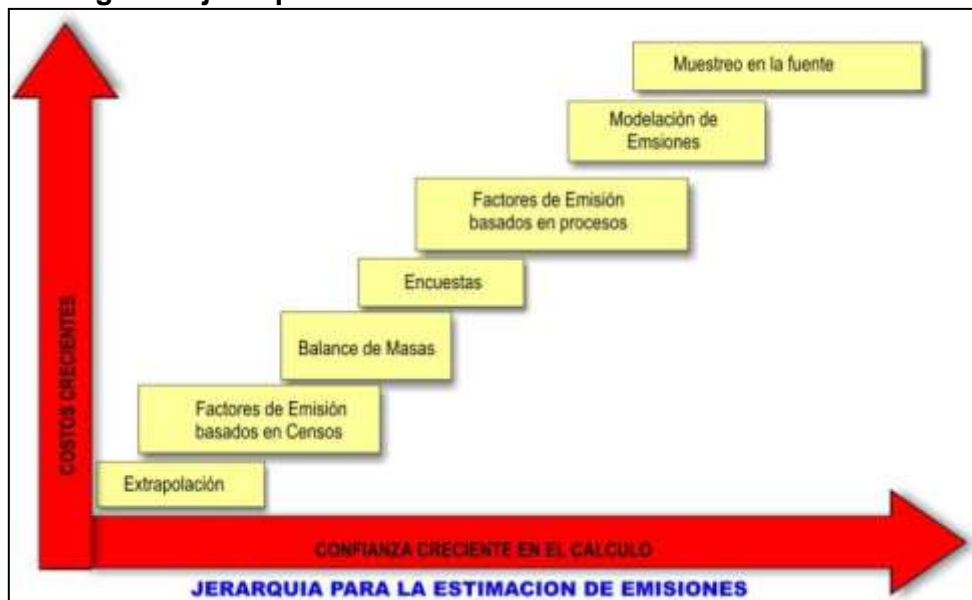 Muestreo en la fuente
Modelación de
Emsiones
Factores de Emisión
basados en procesos
Encuestas
Balance de Masas
Factores de Emisión
basados en Censos
Extrapolación
COSTOS CRECIENTES
CONFIANZA CRECIENTE EN EL CALCULO
JERARQUIA PARA LA ESTIMACION DE EMISIONES